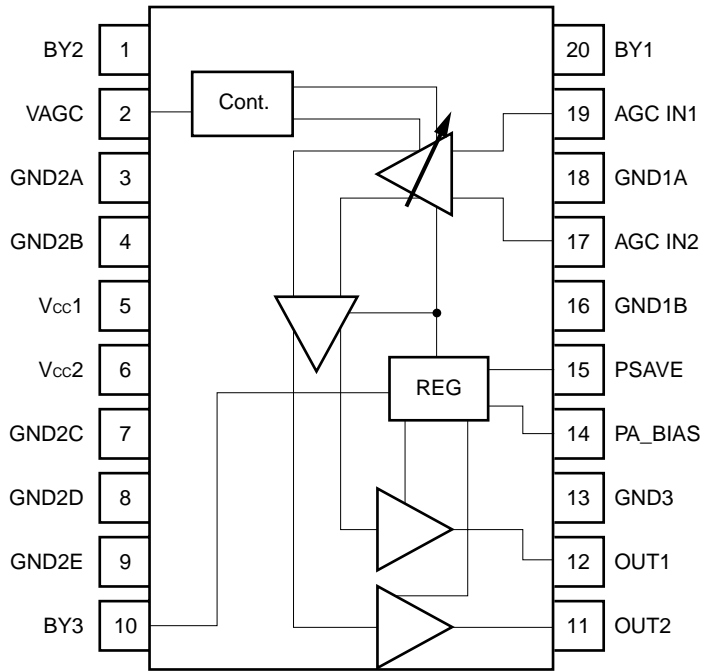 BY2 1 20 BY1
VAGC 2 Cont. 19 AGC IN1
GND2A 3 18 GND1A
GND2B 4 17 AGC IN2
Vcc1 5 16 GND1B
Vcc2 6 REG 15 PSAVE
GND2C 7 14 PA_BIAS
GND2D 8 13 GND3
GND2E 9 12 OUT1
BY3 10 11 OUT2